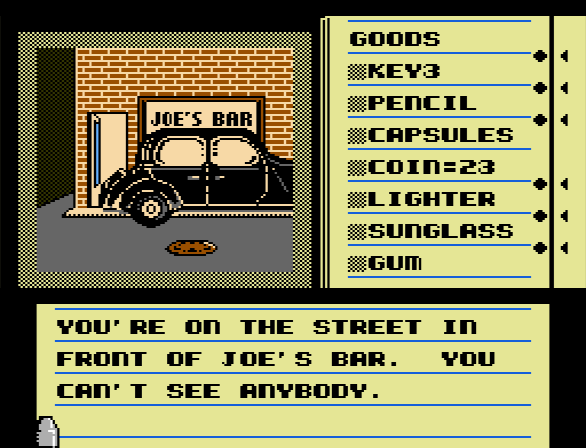 JOE'S BAR
GOODS
KEY3
PENCIL
CAPSULES
COIN=23
LIGHTER
SUNGLASS
GUM
YOU'RE ON THE STREET IN
FRONT OF JOE'S BAR. YOU
CAN'T SEE ANYBODY.